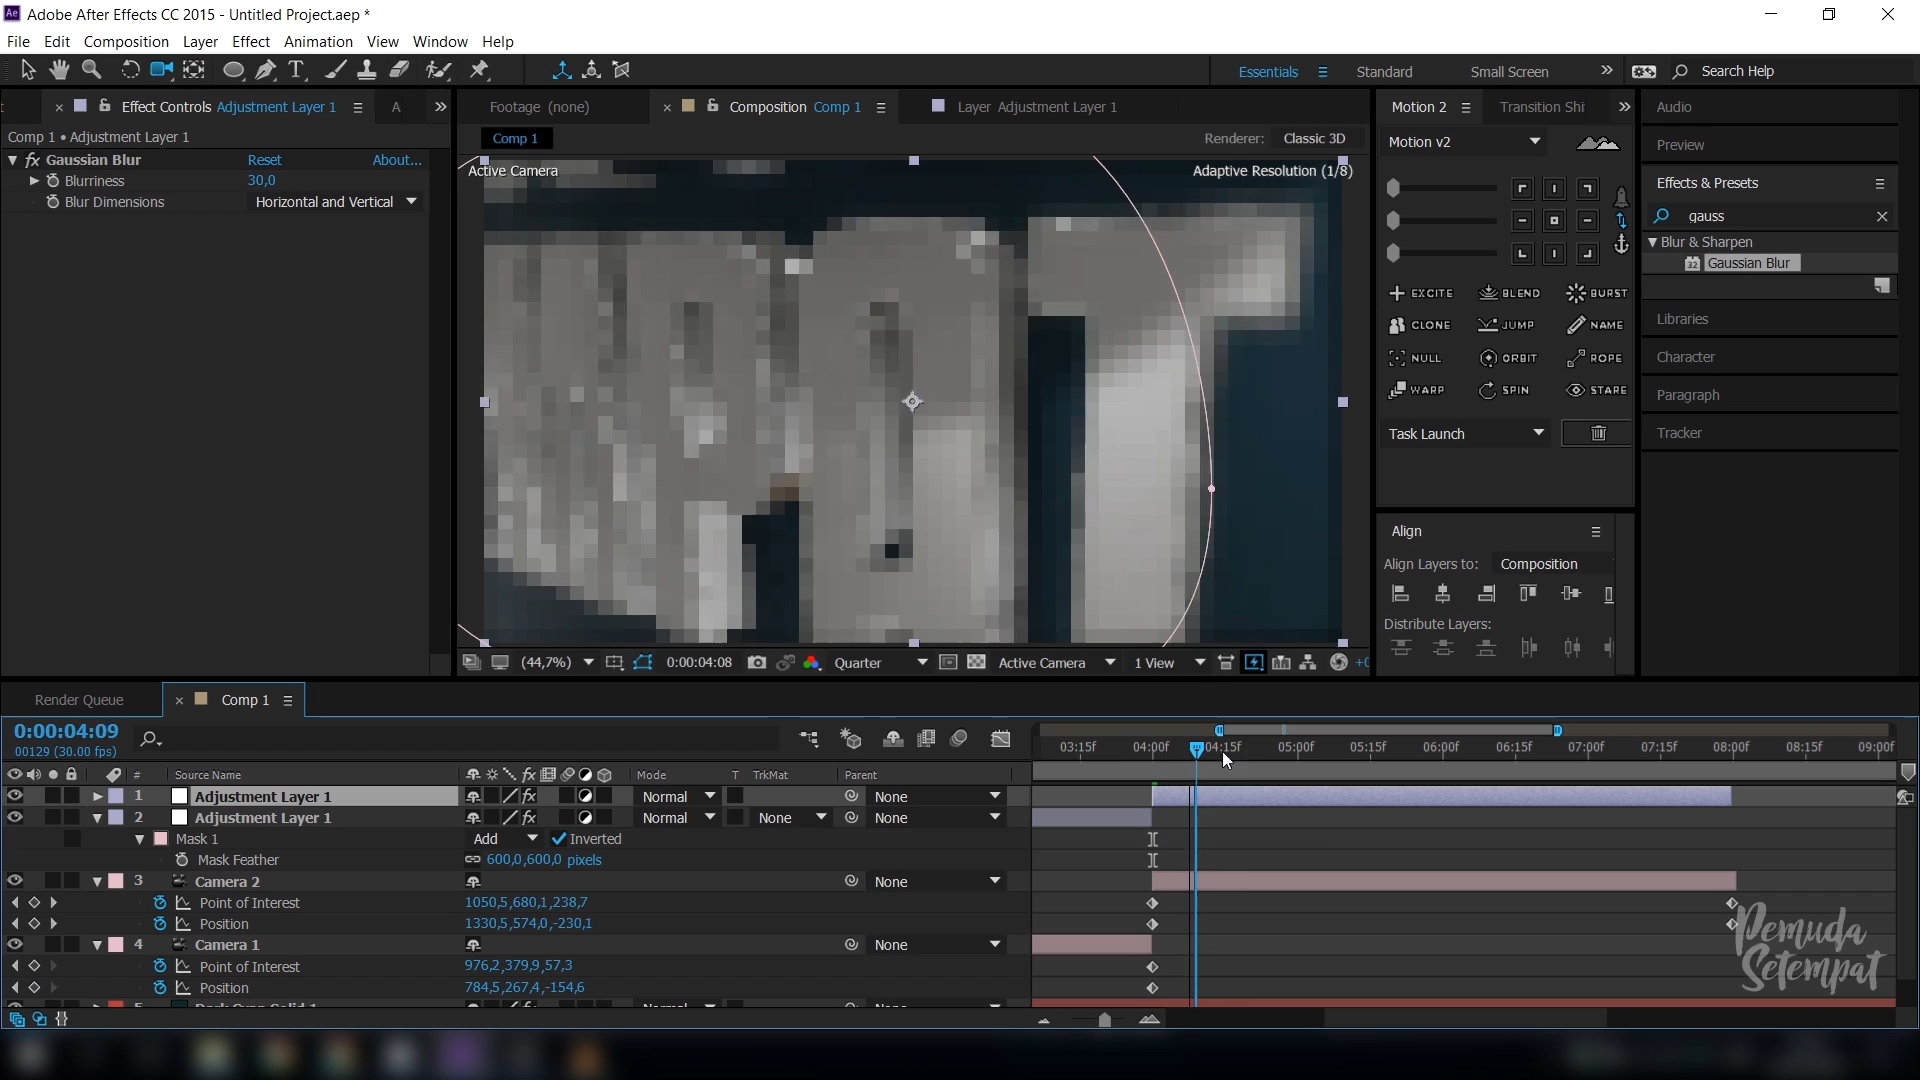 Adobe After Effects CC 2015 - Untitled Project.aep *
File Edit Composition Layer Effect Animation View Window Help
Essentials Standard Small Screen Search Help
Effect Controls Adjustment Layer 1
Footage (none) Composition Comp 1 Layer Adjustment Layer 1
Motion 2 Transition Shi
Audio
Comp 1 • Adjustment Layer 1
Comp 1
Renderer: Classic 3D
Motion v2
Preview
fx Gaussian Blur Reset About...
Blurriness 30,0
Blur Dimensions Horizontal and Vertical
Active Camera
Adaptive Resolution (1/8)
Effects & Presets
gauss
Blur & Sharpen
Gaussian Blur
EXCITE BLEND BURST
CLONE JUMP NAME
NULL ORBIT ROPE
WARP SPIN STARE
Task Launch
Libraries
Character
Paragraph
Tracker
Align
Align Layers to: Composition
Distribute Layers:
(44,7%) 0:00:04:08 Quarter Active Camera 1 View
Render Queue Comp 1
0:00:04:09
00129 (30.00 fps)
03:15f 04:00f 04:15f 05:00f 05:15f 06:00f 06:15f 07:00f 07:15f 08:00f 08:15f 09:00f
# Source Name Mode T TrkMat Parent
1 Adjustment Layer 1 Normal None
2 Adjustment Layer 1 Normal None None
Mask 1 Add Inverted
Mask Feather 600,0,600,0 pixels
3 Camera 2 None
Point of Interest 1050,5,680,1,238,7
Position 1330,5,574,0,-230,1
4 Camera 1 None
Point of Interest 976,2,379,9,57,3
Position 784,5,267,4,-154,6
Pemuda
Setempat